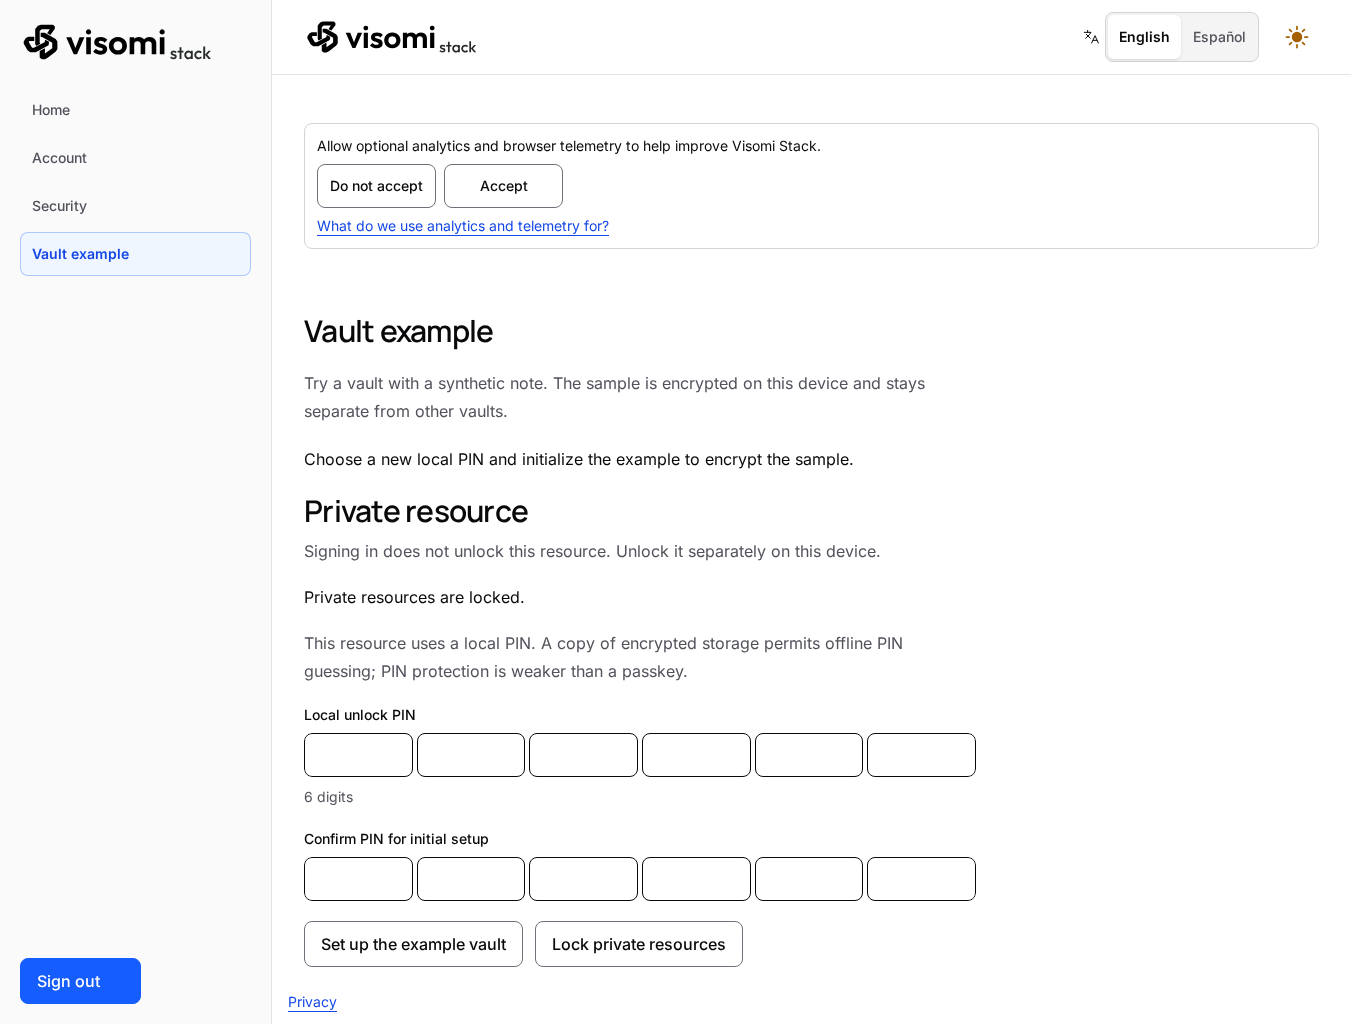 visomi stack
Home
Account
Security
Vault example
Sign out
visomi stack
English
Español
Allow optional analytics and browser telemetry to help improve Visomi Stack.
Do not accept
Accept
What do we use analytics and telemetry for?
Vault example
Try a vault with a synthetic note. The sample is encrypted on this device and stays
separate from other vaults.
Choose a new local PIN and initialize the example to encrypt the sample.
Private resource
Signing in does not unlock this resource. Unlock it separately on this device.
Private resources are locked.
This resource uses a local PIN. A copy of encrypted storage permits offline PIN
guessing; PIN protection is weaker than a passkey.
Local unlock PIN
6 digits
Confirm PIN for initial setup
Set up the example vault
Lock private resources
Privacy